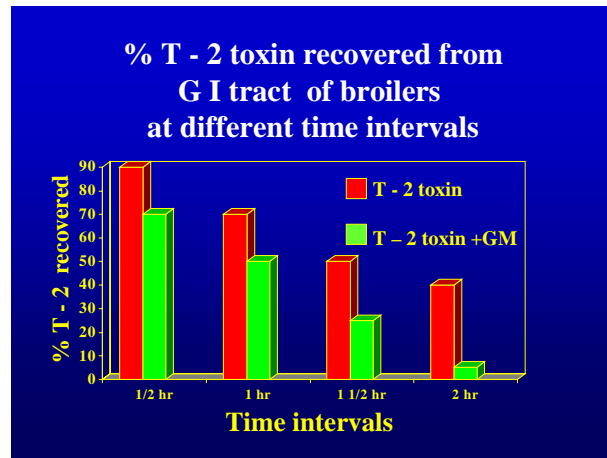 % T - 2 toxin recovered from
G I tract of broilers
at different time intervals
% T - 2 recovered
90
80
70
60
50
40
30
20
10
0
T - 2 toxin
T – 2 toxin +GM
1/2 hr 1 hr 1 1/2 hr 2 hr
Time intervals